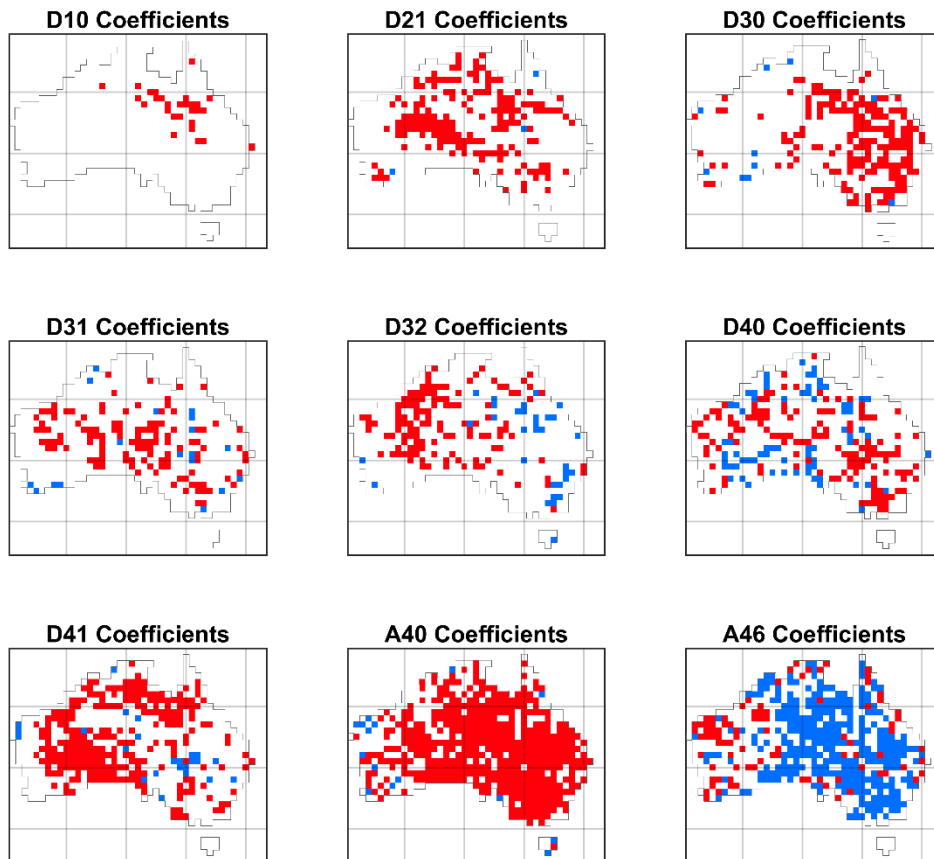 D10 Coefficients
D21 Coefficients
D30 Coefficients
D31 Coefficients
D32 Coefficients
D40 Coefficients
D41 Coefficients
A40 Coefficients
A46 Coefficients